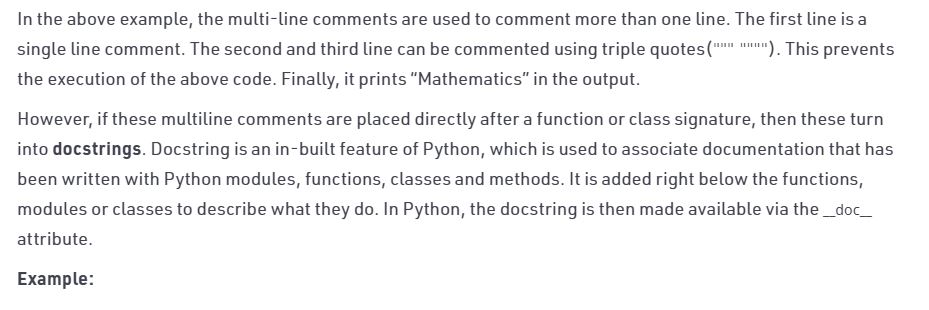 In the above example, the multi-line comments are used to comment more than one line. The first line is a
single line comment. The second and third line can be commented using triple quotes(""" """"). This prevents
the execution of the above code. Finally, it prints “Mathematics” in the output.
However, if these multiline comments are placed directly after a function or class signature, then these turn
into docstrings. Docstring is an in-built feature of Python, which is used to associate documentation that has
been written with Python modules, functions, classes and methods. It is added right below the functions,
modules or classes to describe what they do. In Python, the docstring is then made available via the __doc__
attribute.
Example: